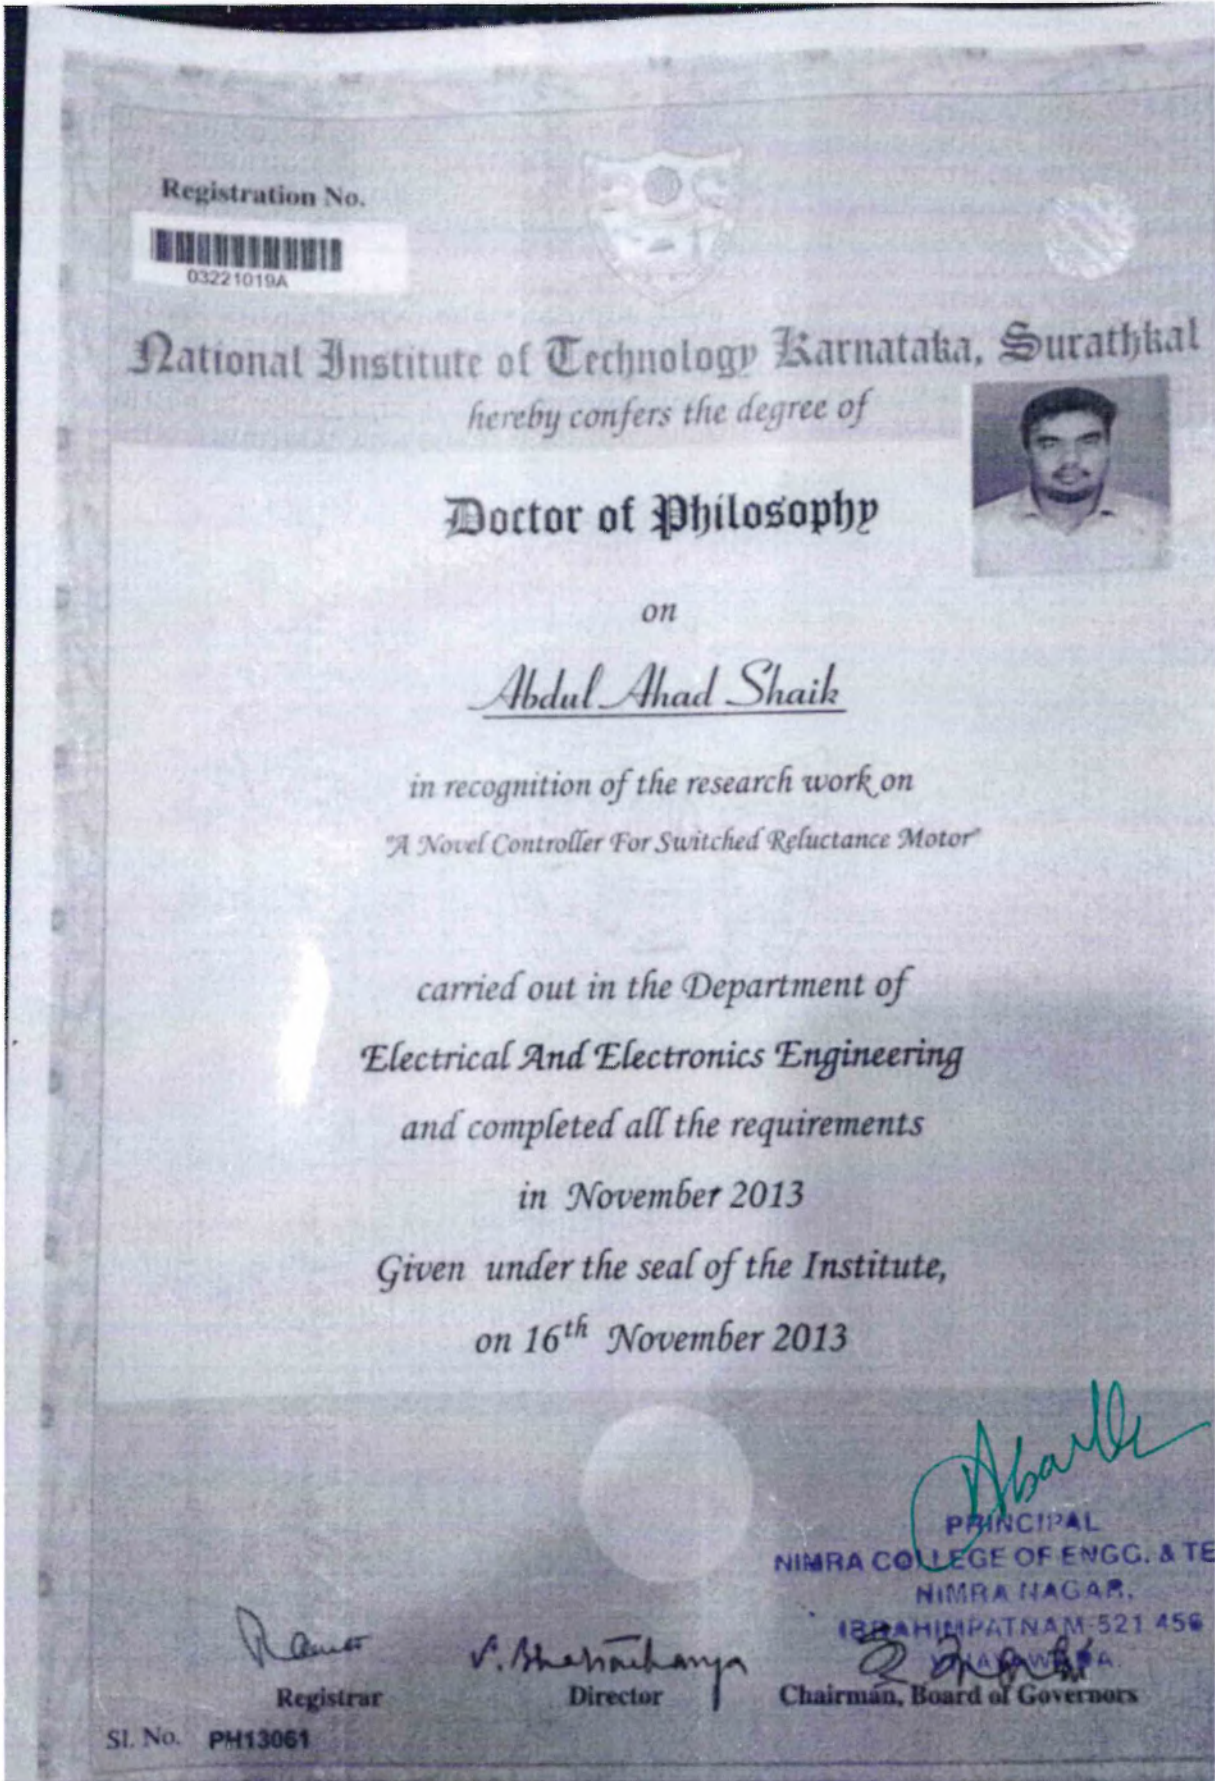 Registration No.
03221019A
National Institute of Technology Karnataka, Surathkal
hereby confers the degree of
Doctor of Philosophy
on
Abdul Ahad Shaik
in recognition of the research work on
"A Novel Controller For Switched Reluctance Motor"
carried out in the Department of
Electrical And Electronics Engineering
and completed all the requirements
in November 2013
Given under the seal of the Institute,
on 16th November 2013
PRINCIPAL
NIMRA COLLEGE OF ENGG. & TE
NIMRA NAGAR,
IBRAHIMPATNAM-521 456
VIJAYAWADA.
Registrar
Director
Chairman, Board of Governors
Sl. No. PH13061